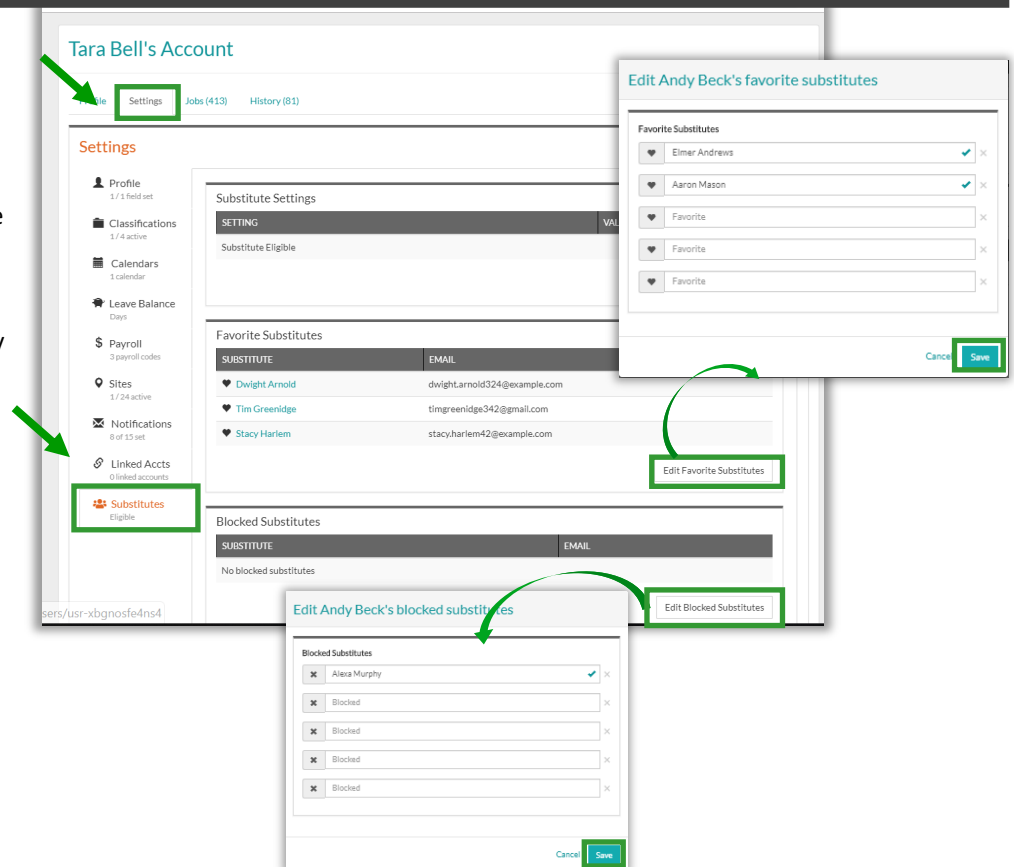 Tara Bell's Account
Settings
Jobs (413)
History (81)
Settings
Profile
1 / 1 field set
Classifications
1 / 4 active
Calendars
1 calendar
Leave Balance
Days
Payroll
3 payroll codes
Sites
1 / 24 active
Notifications
8 of 15 set
Linked Accts
0 linked accounts
Substitutes
Eligible
Substitute Settings
SETTING
Substitute Eligible
Favorite Substitutes
SUBSTITUTE EMAIL
Dwight Arnold dwight.arnold324@example.com
Tim Greenidge timgreenidge342@gmail.com
Stacy Harlem stacy.harlem42@example.com
Edit Favorite Substitutes
Blocked Substitutes
SUBSTITUTE EMAIL
No blocked substitutes
Edit Blocked Substitutes
sers/usr-xbgnosfe4ns4
Edit Andy Beck's favorite substitutes
Favorite Substitutes
Elmer Andrews
Aaron Mason
Favorite
Favorite
Favorite
Cancel Save
Edit Andy Beck's blocked substitutes
Blocked Substitutes
Alexa Murphy
Blocked
Blocked
Blocked
Blocked
Cancel Save